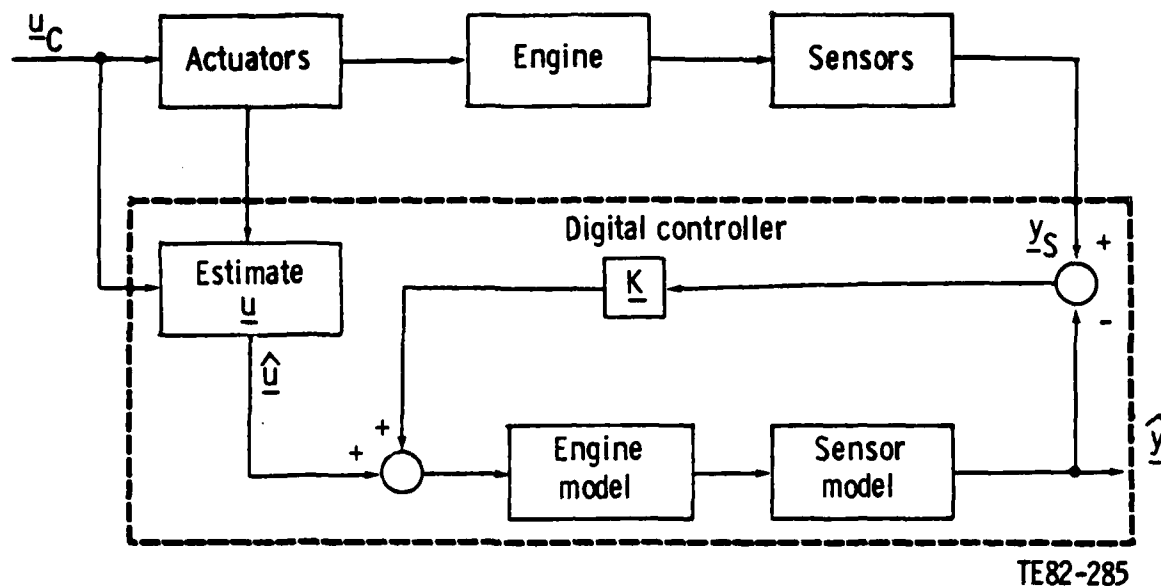 u_C
Actuators
Engine
Sensors
Digital controller
y_S
+
-
Estimate
u
K
û
+
+
Engine
model
Sensor
model
ŷ
TE82-285